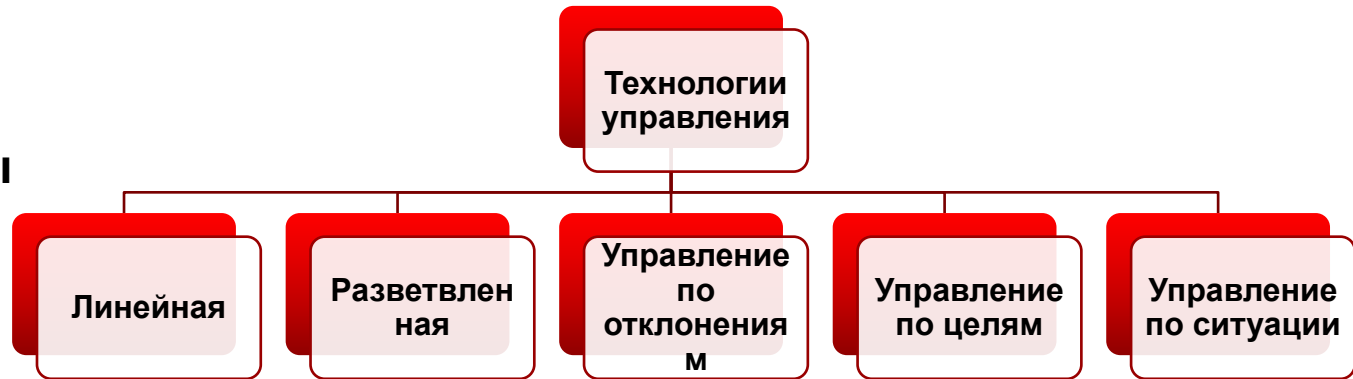 Технологии
управления
Линейная
Разветвлен
ная
Управление
по
отклонения
м
Управление
по целям
Управление
по ситуации